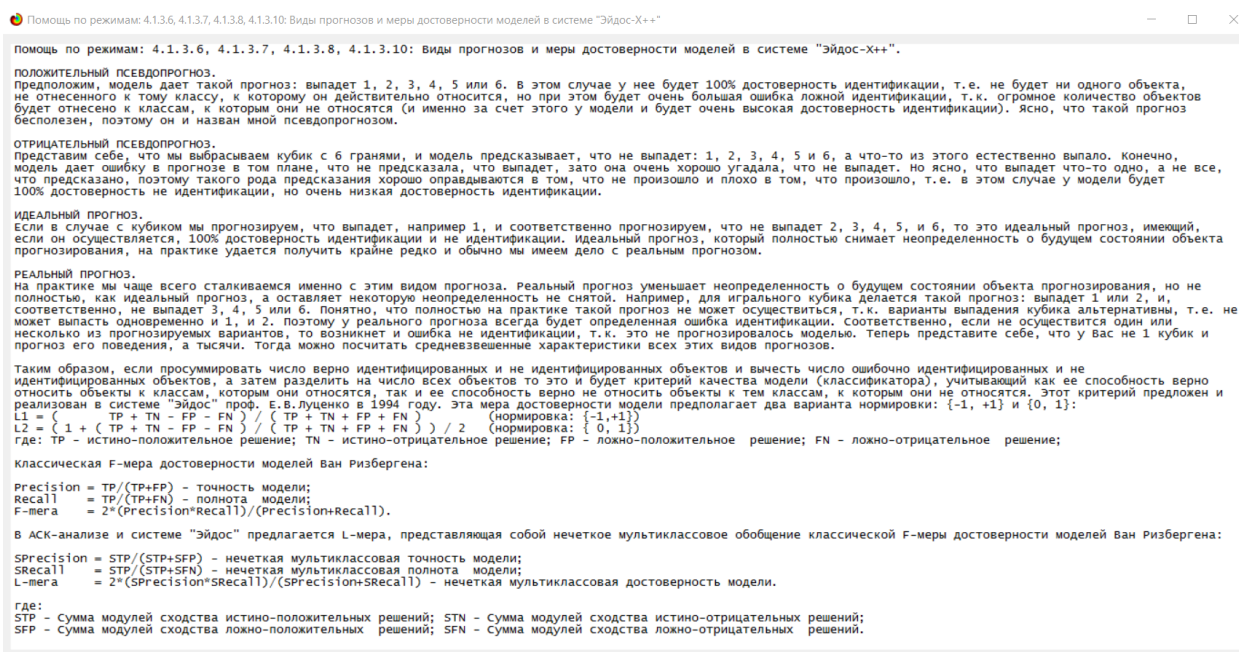 Помощь по режимам: 4.1.3.6, 4.1.3.7, 4.1.3.8, 4.1.3.10: Виды прогнозов и меры достоверности моделей в системе "Эйдос-X++"
Помощь по режимам: 4.1.3.6, 4.1.3.7, 4.1.3.8, 4.1.3.10: Виды прогнозов и меры достоверности моделей в системе "Эйдос-X++".
ПОЛОЖИТЕЛЬНЫЙ ПСЕВДОПРОГНОЗ.
Предположим, модель дает такой прогноз: выпадет 1, 2, 3, 4, 5 или 6. В этом случае у нее будет 100% достоверность идентификации, т.е. не будет ни одного объекта,
не отнесенного к тому классу, к которому он действительно относится, но при этом будет очень большая ошибка ложной идентификации, т.к. огромное количество объектов
будет отнесено к классам, к которым они не относятся (и именно за счет этого у модели и будет очень высокая достоверность идентификации). Ясно, что такой прогноз
бесполезен, поэтому он и назван мной псевдопрогнозом.
ОТРИЦАТЕЛЬНЫЙ ПСЕВДОПРОГНОЗ.
Представим себе, что мы выбрасываем кубик с 6 гранями, и модель предсказывает, что не выпадет: 1, 2, 3, 4, 5 и 6, а что-то из этого естественно выпало. Конечно,
модель дает ошибку в прогнозе в том плане, что не предсказала, что выпадет, зато она очень хорошо угадала, что не выпадет. Но ясно, что выпадет что-то одно, а не все,
что предсказано, поэтому такого рода предсказания хорошо оправдываются в том, что не произошло и плохо в том, что произошло, т.е. в этом случае у модели будет
100% достоверность не идентификации, но очень низкая достоверность идентификации.
ИДЕАЛЬНЫЙ ПРОГНОЗ.
Если в случае с кубиком мы прогнозируем, что выпадет, например 1, и соответственно прогнозируем, что не выпадет 2, 3, 4, 5, и 6, то это идеальный прогноз, имеющий,
если он осуществляется, 100% достоверность идентификации и не идентификации. Идеальный прогноз, который полностью снимает неопределенность о будущем состоянии объекта
прогнозирования, на практике удается получить крайне редко и обычно мы имеем дело с реальным прогнозом.
РЕАЛЬНЫЙ ПРОГНОЗ.
На практике мы чаще всего сталкиваемся именно с этим видом прогноза. Реальный прогноз уменьшает неопределенность о будущем состоянии объекта прогнозирования, но не
полностью, как идеальный прогноз, а оставляет некоторую неопределенность не снятой. Например, для игрального кубика делается такой прогноз: выпадет 1 или 2, и,
соответственно, не выпадет 3, 4, 5 или 6. Понятно, что полностью на практике такой прогноз не может осуществиться, т.к. варианты выпадения кубика альтернативны, т.е. не
может выпасть одновременно и 1, и 2. Поэтому у реального прогноза всегда будет определенная ошибка идентификации. Соответственно, если не осуществится один или
несколько из прогнозируемых вариантов, то возникнет и ошибка не идентификации, т.к. это не прогнозировалось моделью. Теперь представите себе, что у Вас не 1 кубик и
прогноз его поведения, а тысячи. Тогда можно посчитать средневзвешенные характеристики всех этих видов прогнозов.
Таким образом, если просуммировать число верно идентифицированных и не идентифицированных объектов и вычесть число ошибочно идентифицированных и не
идентифицированных объектов, а затем разделить на число всех объектов то это и будет критерий качества модели (классификатора), учитывающий как ее способность верно
относить объекты к классам, которым они относятся, так и ее способность верно не относить объекты к тем классам, к которым они не относятся. Этот критерий предложен и
реализован в системе "Эйдос" проф. Е.В.Луценко в 1994 году. Эта мера достоверности модели предполагает два варианта нормировки: {-1, +1} и {0, 1}:
L1 = ( TP + TN - FP - FN ) / ( TP + TN + FP + FN ) (нормировка: {-1,+1})
L2 = ( 1 + ( TP + TN - FP - FN ) / ( TP + TN + FP + FN ) ) / 2 (нормировка: { 0, 1})
где: TP - истино-положительное решение; TN - истино-отрицательное решение; FP - ложно-положительное решение; FN - ложно-отрицательное решение;
Классическая F-мера достоверности моделей Ван Ризбергена:
Precision = TP/(TP+FP) - точность модели;
Recall = TP/(TP+FN) - полнота модели;
F-mera = 2*(Precision*Recall)/(Precision+Recall).
В АСК-анализе и системе "Эйдос" предлагается L-мера, представляющая собой нечеткое мультиклассовое обобщение классической F-меры достоверности моделей Ван Ризбергена:
SPrecision = STP/(STP+SFP) - нечеткая мультиклассовая точность модели;
SRecall = STP/(STP+SFN) - нечеткая мультиклассовая полнота модели;
L-mera = 2*(SPrecision*SRecall)/(SPrecision+SRecall) - нечеткая мультиклассовая достоверность модели.
где:
STP - Сумма модулей сходства истино-положительных решений; STN - Сумма модулей сходства истино-отрицательных решений;
SFP - Сумма модулей сходства ложно-положительных решений; SFN - Сумма модулей сходства ложно-отрицательных решений.